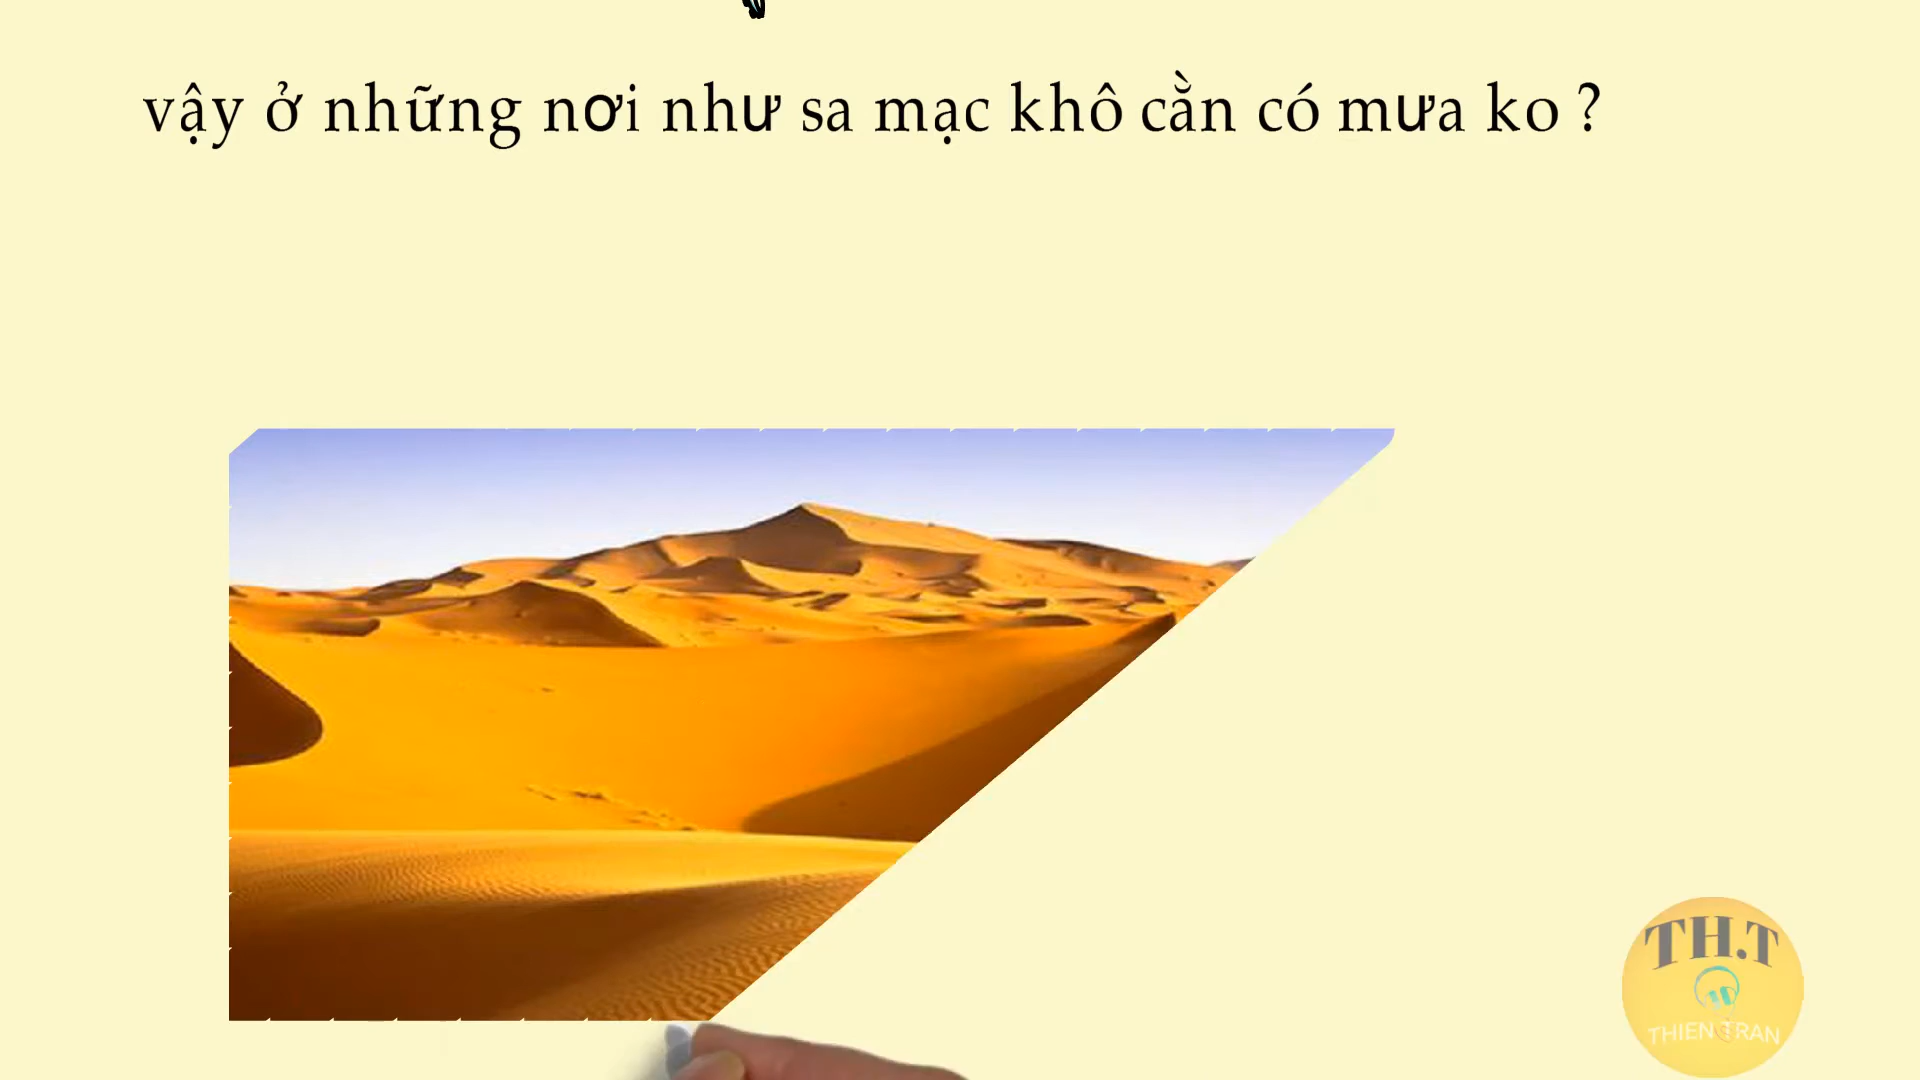 vậy ở những nơi như sa mạc khô cằn có mưa ko ?
TH.T
THIEN TRAN